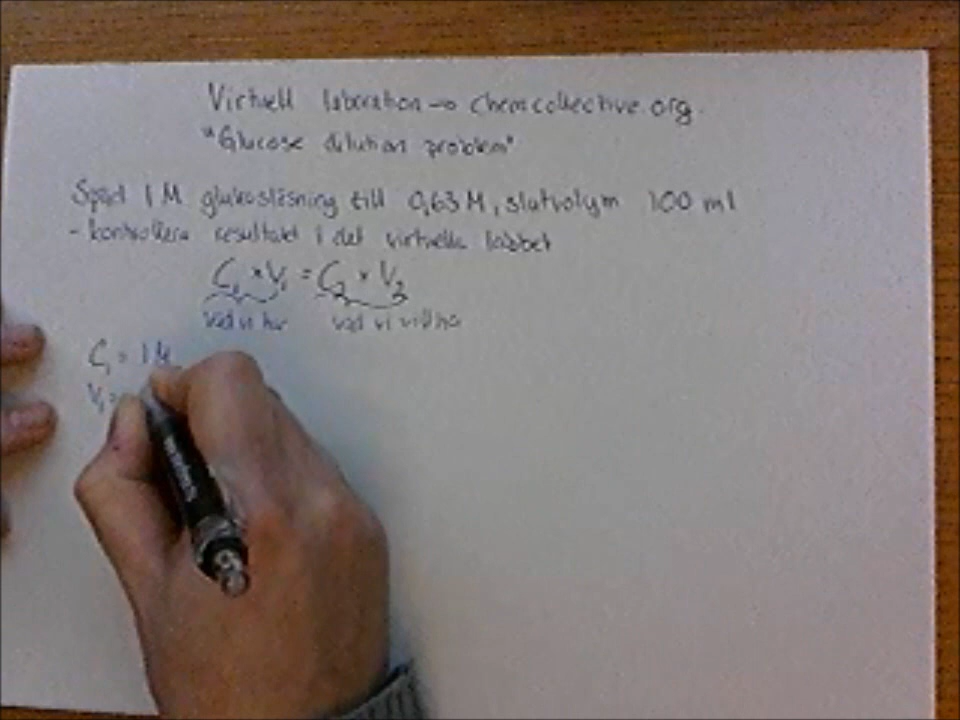 Virtuell laboration → chemcollective.org.
"Glucose dilution problem"
Späd 1 M glukoslösning till 0,63 M, slutvolym 100 ml
- kontrollera resultatet i det virtuella labbet
C₁ × V₁ = C₂ × V₂
vad vi har vad vi vill ha
C₁ = 1 M
V₁ =